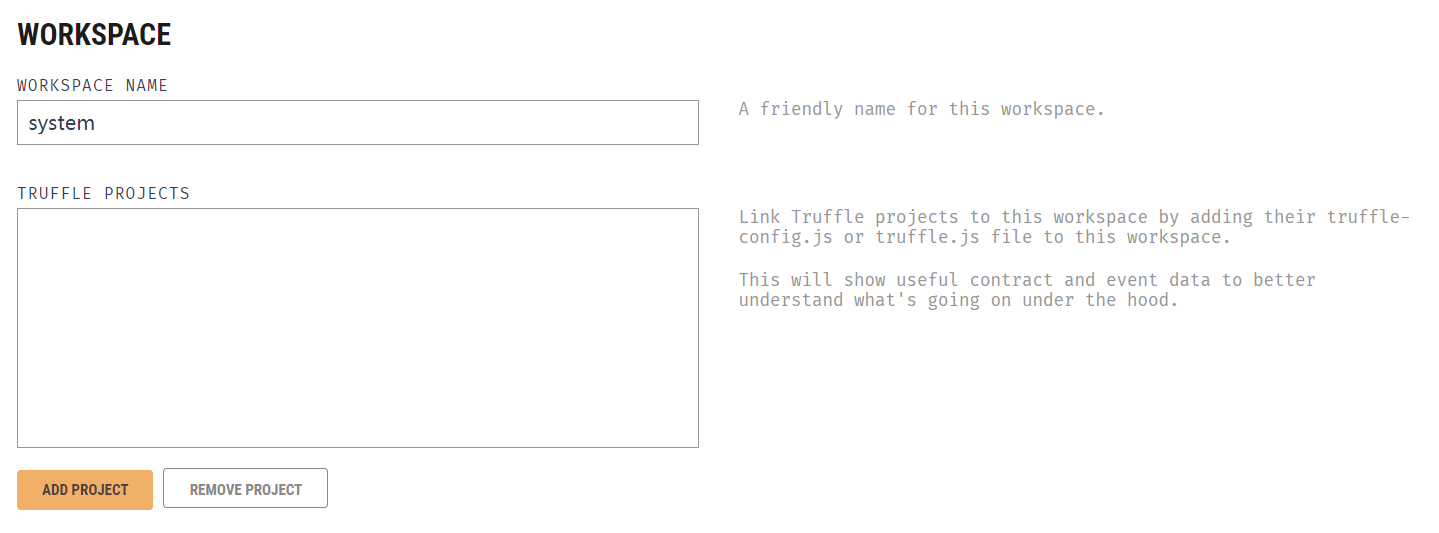 WORKSPACE
WORKSPACE NAME
system
A friendly name for this workspace.
TRUFFLE PROJECTS
Link Truffle projects to this workspace by adding their truffle-
config.js or truffle.js file to this workspace.
This will show useful contract and event data to better
understand what's going on under the hood.
ADD PROJECT
REMOVE PROJECT